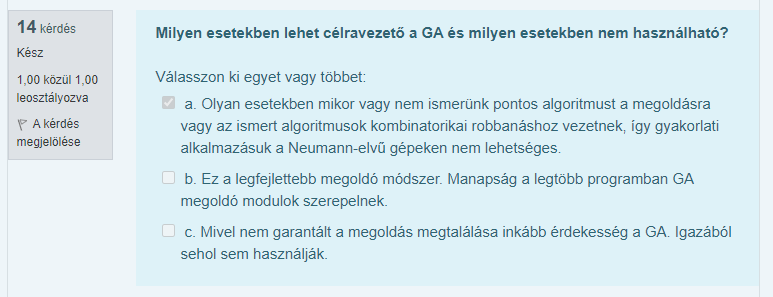 14 kérdés
Kész
1,00 közül 1,00
leosztályozva
A kérdés
megjelölése
Milyen esetekben lehet célravezető a GA és milyen esetekben nem használható?
Válasszon ki egyet vagy többet:
a. Olyan esetekben mikor vagy nem ismerünk pontos algoritmust a megoldásra
vagy az ismert algoritmusok kombinatorikai robbanáshoz vezetnek, így gyakorlati
alkalmazásuk a Neumann-elvű gépeken nem lehetséges.
b. Ez a legfejlettebb megoldó módszer. Manapság a legtöbb programban GA
megoldó modulok szerepelnek.
c. Mivel nem garantált a megoldás megtalálása inkább érdekesség a GA. Igazából
sehol sem használják.